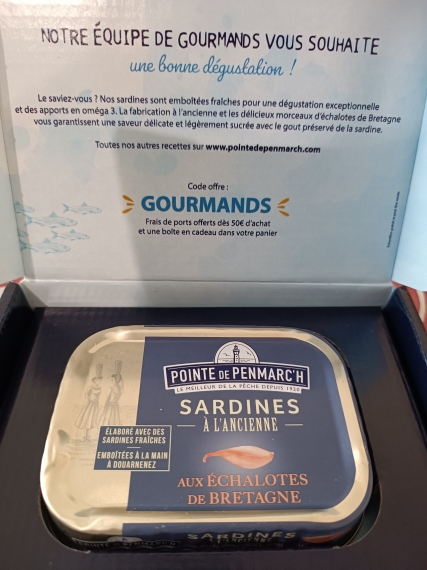 NOTRE ÉQUIPE DE GOURMANDS VOUS SOUHAITE
une bonne dégustation !
Le saviez-vous ? Nos sardines sont emboîtées fraîches pour une dégustation exceptionnelle
et des apports en oméga 3. La fabrication à l'ancienne et les délicieux morceaux d'échalotes de Bretagne
vous garantissent une saveur délicate et légèrement sucrée avec le gout préservé de la sardine.
Toutes nos autres recettes sur www.pointedepenmarch.com
Code offre :
GOURMANDS
Frais de ports offerts dès 50€ d'achat
et une boîte en cadeau dans votre panier
POINTE DE PENMARC'H
LE MEILLEUR DE LA PÊCHE DEPUIS 1920
SARDINES
À L'ANCIENNE
ÉLABORÉ AVEC DES
SARDINES FRAÎCHES
EMBOÎTÉES À LA MAIN
À DOUARNENEZ
AUX ÉCHALOTES
DE BRETAGNE
POINTE DE PENMARC'H
SARDINES
À L'ANCIENNE